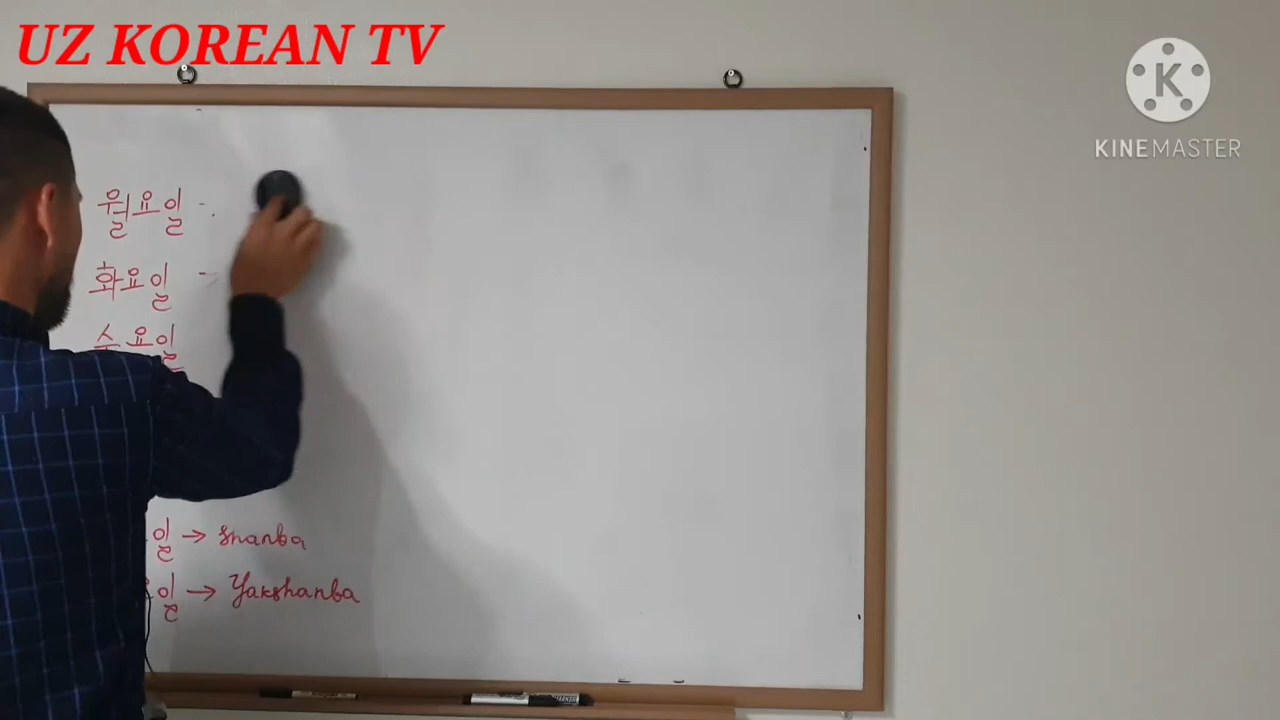 UZ KOREAN TV
K
KINEMASTER
월요일 -
화요일 -
수요일
일 → shanba
일 → Yakshanba